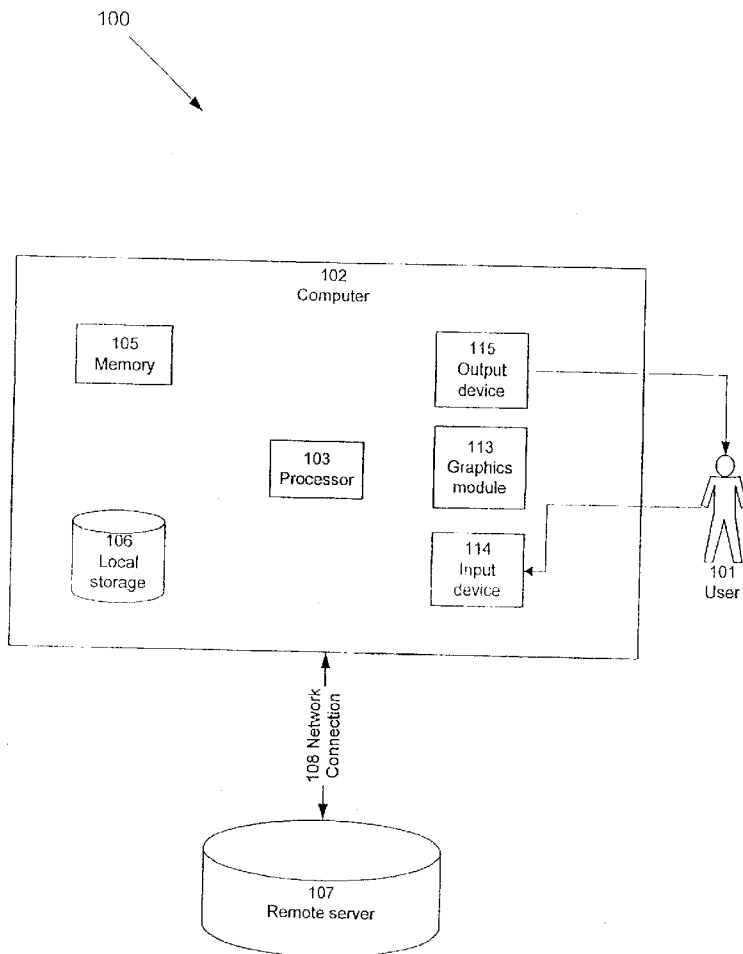 100
102
Computer
105
Memory
115
Output
device
103
Processor
113
Graphics
module
106
Local
storage
114
Input
device
101
User
108 Network
Connection
107
Remote server